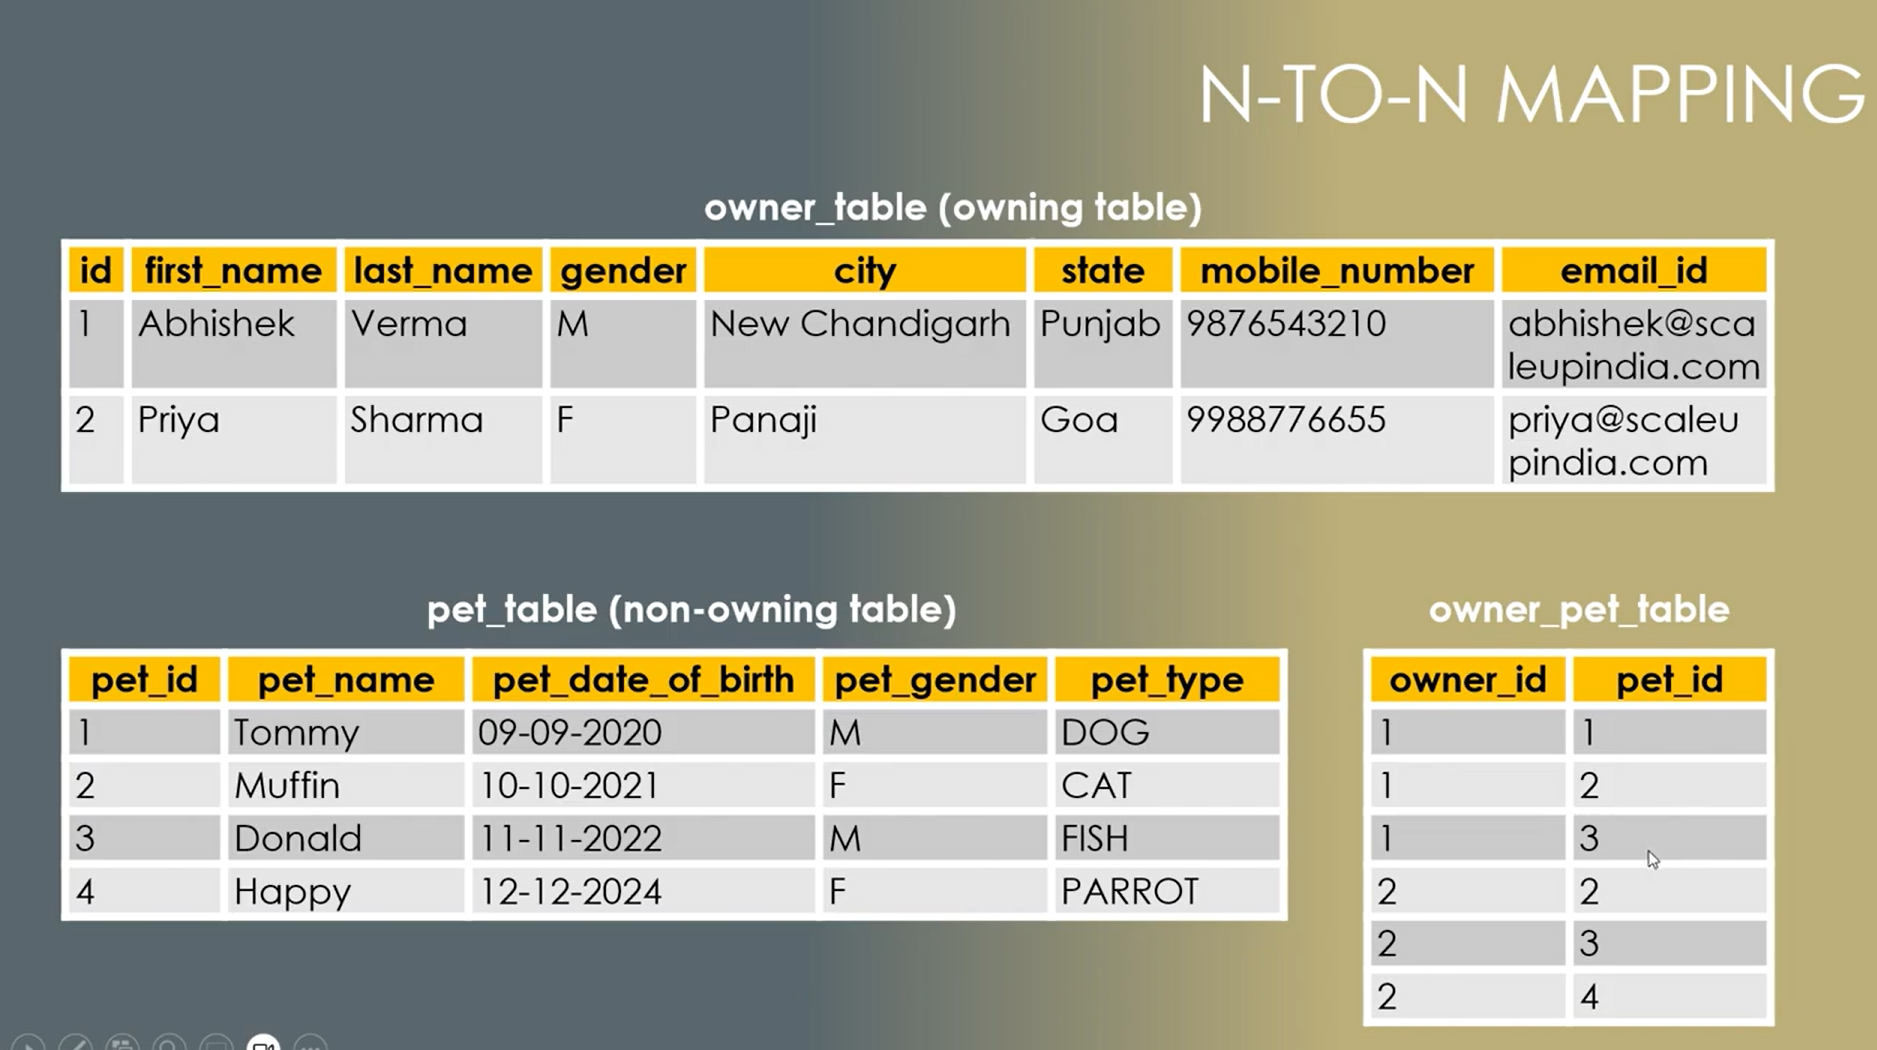 N-TO-N MAPPING
owner_table (owning table)
id first_name last_name gender city state mobile_number email_id
1 Abhishek Verma M New Chandigarh Punjab 9876543210 abhishek@sca
leupindia.com
2 Priya Sharma F Panaji Goa 9988776655 priya@scaleu
pindia.com
pet_table (non-owning table)
pet_id pet_name pet_date_of_birth pet_gender pet_type
1 Tommy 09-09-2020 M DOG
2 Muffin 10-10-2021 F CAT
3 Donald 11-11-2022 M FISH
4 Happy 12-12-2024 F PARROT
owner_pet_table
owner_id pet_id
1 1
1 2
1 3
2 2
2 3
2 4